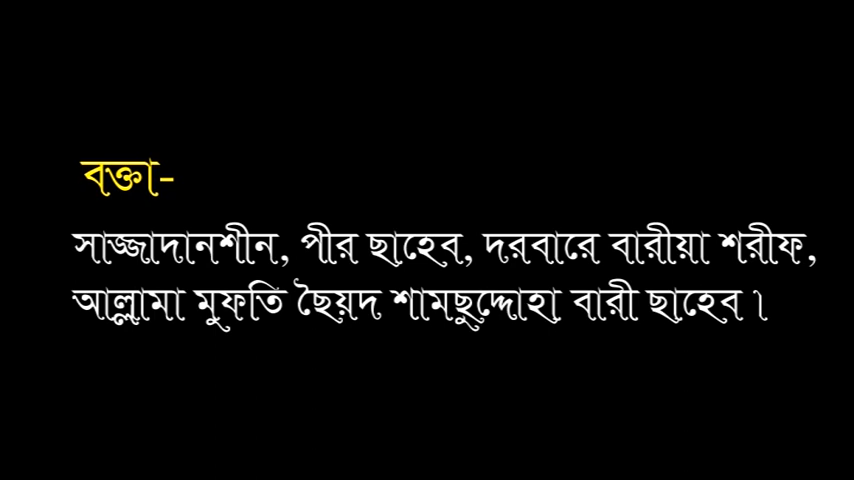 বক্তা-
সাজ্জাদানশীন, পীর ছাহেব, দরবারে বারীয়া শরীফ,
আল্লামা মুফতি ছৈয়দ শামছুদ্দোহা বারী ছাহেব।